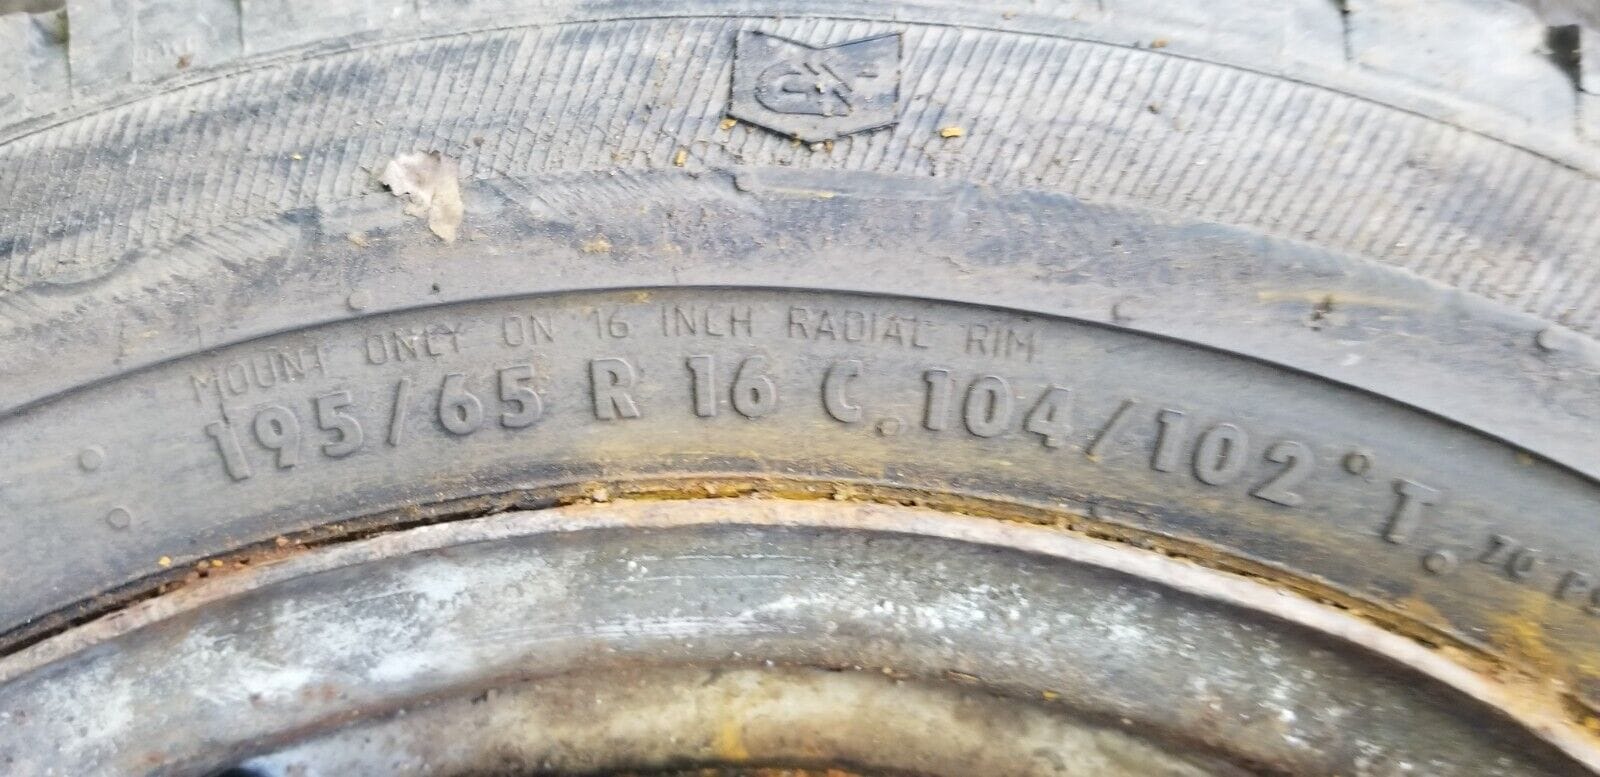 MOUNT ONLY ON 16 INCH RADIAL RIM
195/65 R 16 C 104/102 T